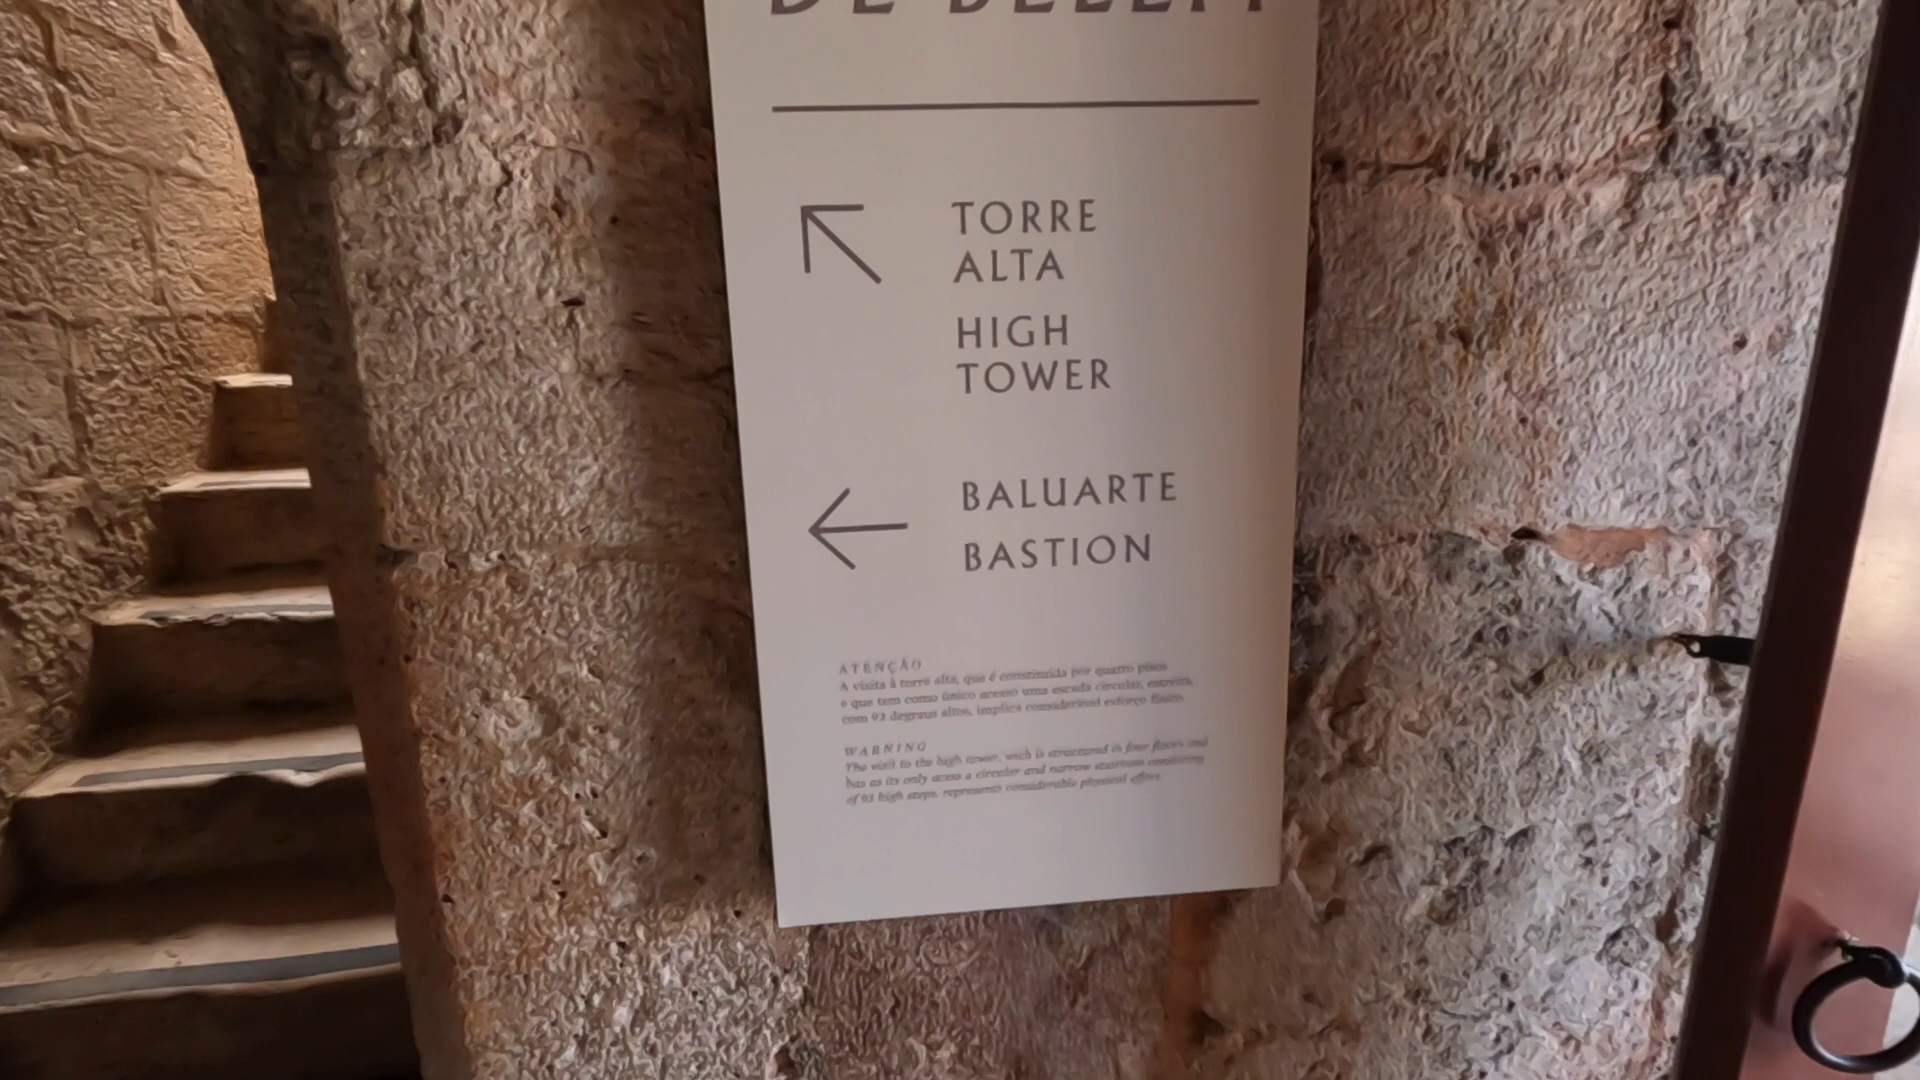 DE BELÉM
TORRE
ALTA
HIGH
TOWER
BALUARTE
BASTION
ATENÇÃO
A visita à torre alta, que é constituída por quatro pisos
e que tem como único acesso uma escada circular, estreita,
com 93 degraus altos, implica considerável esforço físico.
WARNING
The visit to the high tower, wech is structured in four floors and
has as its only acess a circular and narrow staircase consisting
of 93 high steps, represents considerable physical effort.